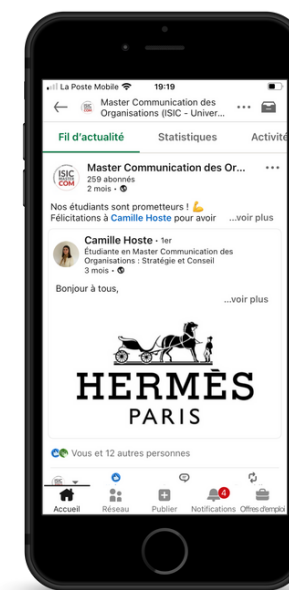 La Poste Mobile
19:19
Master Communication des
Organisations (ISIC - Univer...
Fil d'actualité
Statistiques
Activité
ISIC
MASTER
COM
Master Communication des Or...
259 abonnés
2 mois •
Nos étudiants sont prometteurs !
Félicitations à Camille Hoste pour avoir ...voir plus
Camille Hoste • 1er
Étudiante en Master Communication des
Organisations : Stratégie et Conseil
3 mois •
Bonjour à tous,
...voir plus
HERMÈS
PARIS
Vous et 12 autres personnes
4
Accueil
Réseau
Publier
Notifications
Offres d'emploi